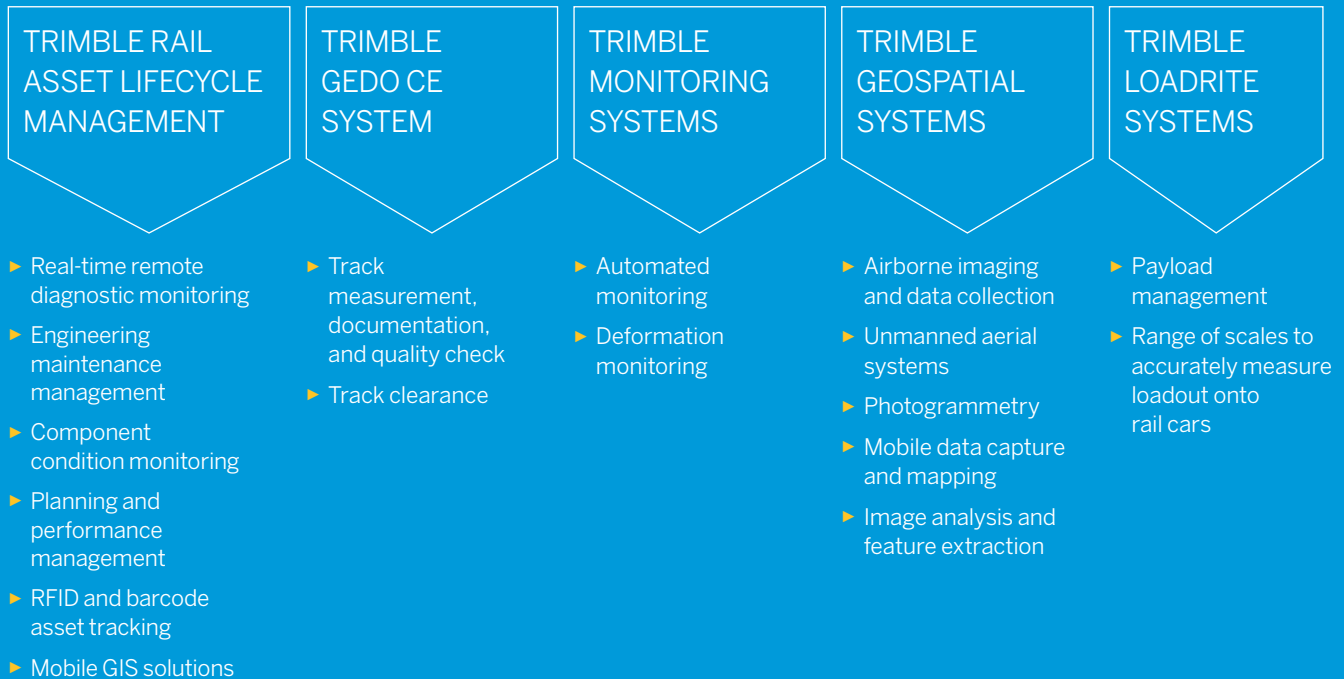 TRIMBLE RAIL
ASSET LIFECYCLE
MANAGEMENT
► Real-time remote
diagnostic monitoring
► Engineering
maintenance
management
► Component
condition monitoring
► Planning and
performance
management
► RFID and barcode
asset tracking
► Mobile GIS solutions
TRIMBLE
GEDO CE
SYSTEM
► Track
measurement,
documentation,
and quality check
► Track clearance
TRIMBLE
MONITORING
SYSTEMS
► Automated
monitoring
► Deformation
monitoring
TRIMBLE
GEOSPATIAL
SYSTEMS
► Airborne imaging
and data collection
► Unmanned aerial
systems
► Photogrammetry
► Mobile data capture
and mapping
► Image analysis and
feature extraction
TRIMBLE
LOADRITE
SYSTEMS
► Payload
management
► Range of scales to
accurately measure
loadout onto
rail cars